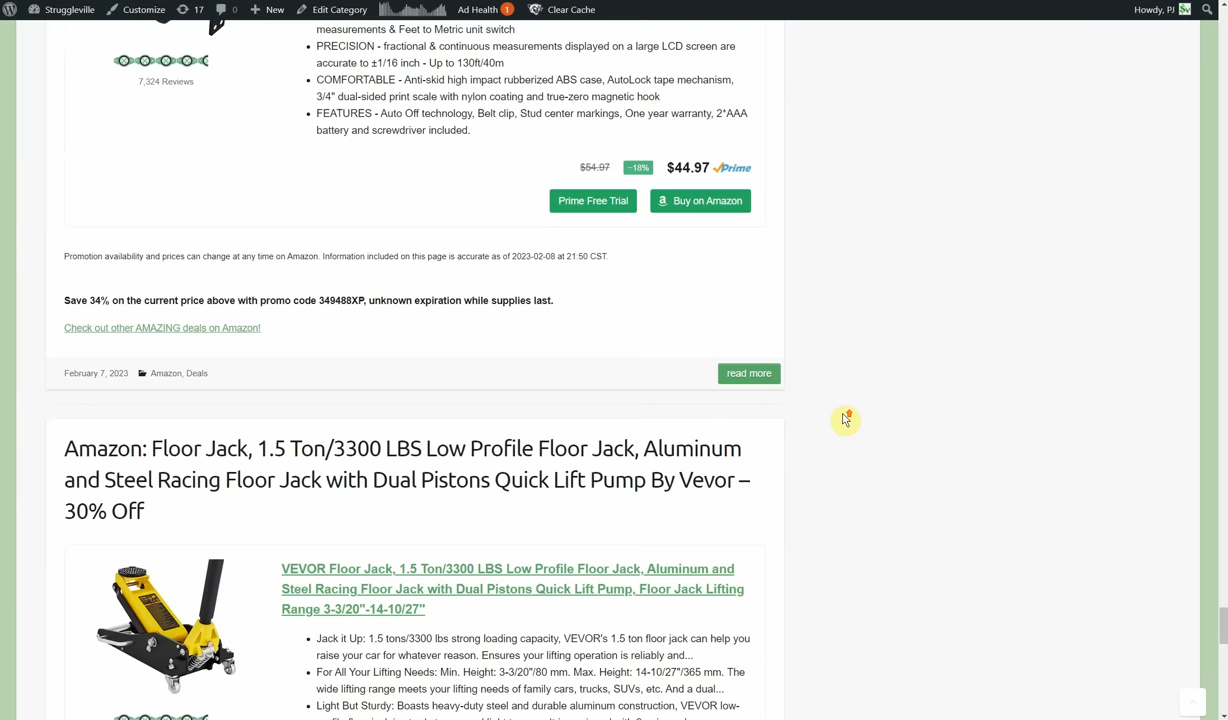 Struggleville
Customize
17
0
New
Edit Category
Ad Health 1
Clear Cache
Howdy, PJ
measurements & Feet to Metric unit switch
PRECISION - fractional & continuous measurements displayed on a large LCD screen are
accurate to ±1/16 inch - Up to 130ft/40m
7,324 Reviews
COMFORTABLE - Anti-skid high impact rubberized ABS case, AutoLock tape mechanism,
3/4" dual-sided print scale with nylon coating and true-zero magnetic hook
FEATURES - Auto Off technology, Belt clip, Stud center markings, One year warranty, 2*AAA
battery and screwdriver included.
$54.97 −18% $44.97 Prime
Prime Free Trial
Buy on Amazon
Promotion availability and prices can change at any time on Amazon. Information included on this page is accurate as of 2023-02-08 at 21:50 CST.
Save 34% on the current price above with promo code 349488XP, unknown expiration while supplies last.
Check out other AMAZING deals on Amazon!
February 7, 2023 Amazon, Deals
read more
Amazon: Floor Jack, 1.5 Ton/3300 LBS Low Profile Floor Jack, Aluminum
and Steel Racing Floor Jack with Dual Pistons Quick Lift Pump By Vevor –
30% Off
VEVOR Floor Jack, 1.5 Ton/3300 LBS Low Profile Floor Jack, Aluminum and
Steel Racing Floor Jack with Dual Pistons Quick Lift Pump, Floor Jack Lifting
Range 3-3/20"-14-10/27"
Jack it Up: 1.5 tons/3300 lbs strong loading capacity, VEVOR's 1.5 ton floor jack can help you
raise your car for whatever reason. Ensures your lifting operation is reliably and...
For All Your Lifting Needs: Min. Height: 3-3/20"/80 mm. Max. Height: 14-10/27"/365 mm. The
wide lifting range meets your lifting needs of family cars, trucks, SUVs, etc. And a dual...
Light But Sturdy: Boasts heavy-duty steel and durable aluminum construction, VEVOR low-